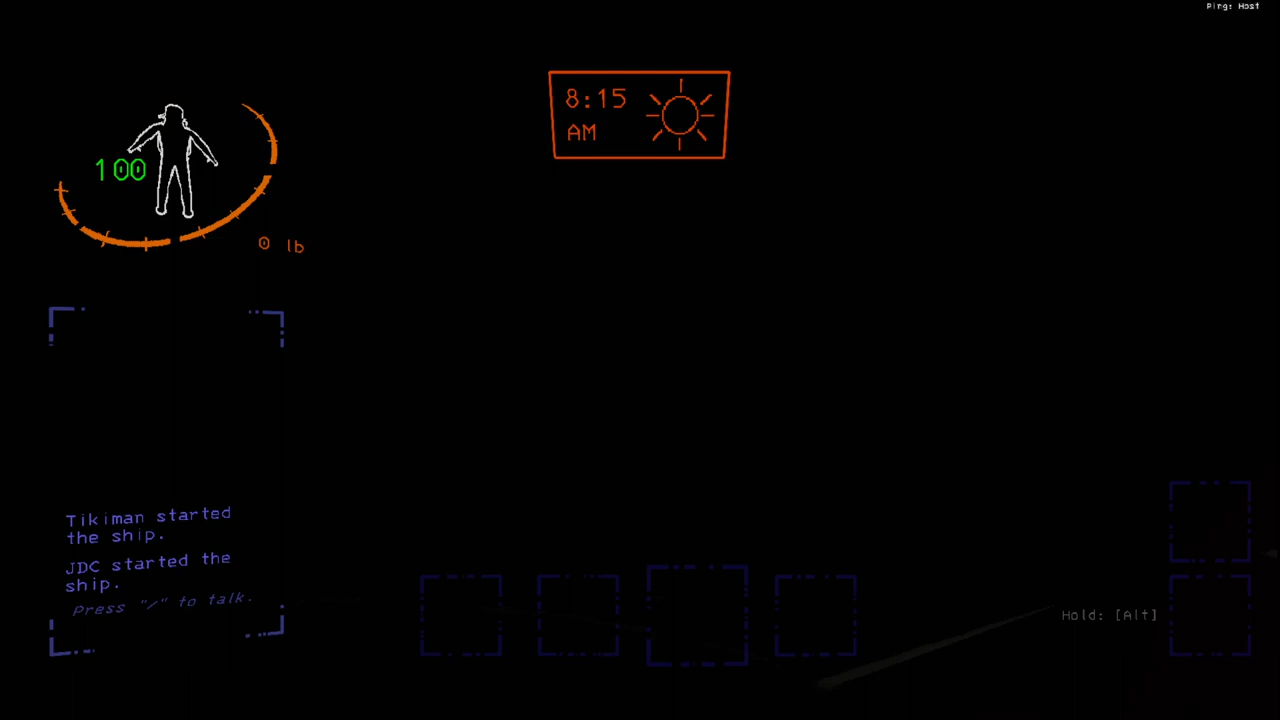 Ping: Host
8:15
AM
100
0 lb
Tikiman started
the ship.
JDC started the
ship.
Press "/" to talk.
Hold: [Alt]